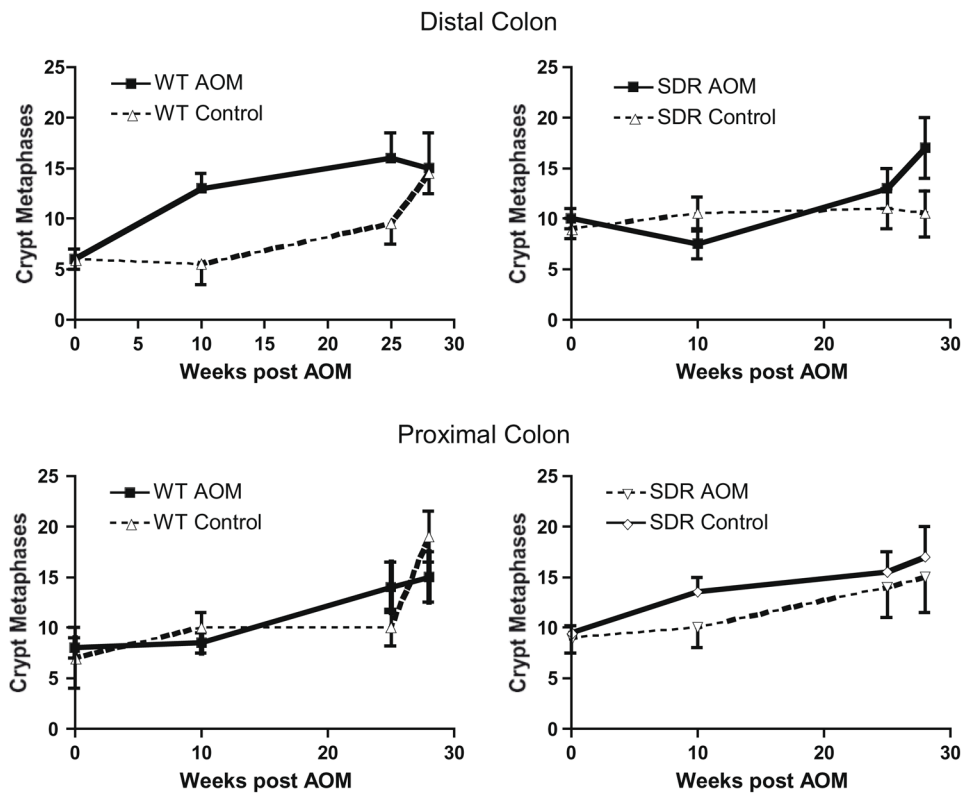 Distal Colon
WT AOM
WT Control
Crypt Metaphases
25
20
15
10
5
0
0 5 10 15 20 25 30
Weeks post AOM
SDR AOM
SDR Control
Crypt Metaphases
25
20
15
10
5
0
0 10 20 30
Weeks post AOM
Proximal Colon
WT AOM
WT Control
Crypt Metaphases
25
20
15
10
5
0
0 10 20 30
Weeks post AOM
SDR AOM
SDR Control
Crypt Metaphases
25
20
15
10
5
0
0 10 20 30
Weeks post AOM